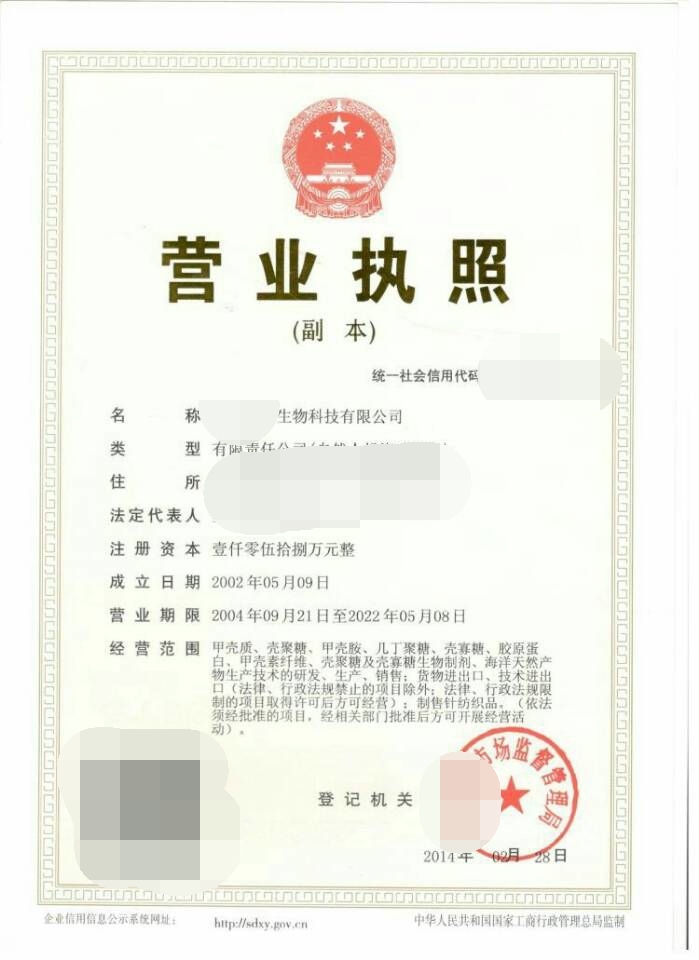 营业执照
(副 本)
统一社会信用代码
名 称 生物科技有限公司
类 型 有限责任公司(自然人
住 所
法定代表人
注册资本 壹仟零伍拾捌万元整
成立日期 2002年05月09日
营业期限 2004年09月21日至2022年05月08日
经营范围 甲壳质、壳聚糖、甲壳胺、几丁聚糖、壳寡糖、胶原蛋
白、甲壳素纤维、壳聚糖及壳寡糖生物制剂、海洋天然产
物生产技术的研发、生产、销售；货物进出口、技术进出
口（法律、行政法规禁止的项目除外；法律、行政法规限
制的项目取得许可后方可经营）；制售针纺织品。（依法
须经批准的项目，经相关部门批准后方可开展经营活
动）。
市场监督管理局
登记机关
2014年 02月 28日
企业信用信息公示系统网址： http://sdxy.gov.cn 中华人民共和国国家工商行政管理总局监制